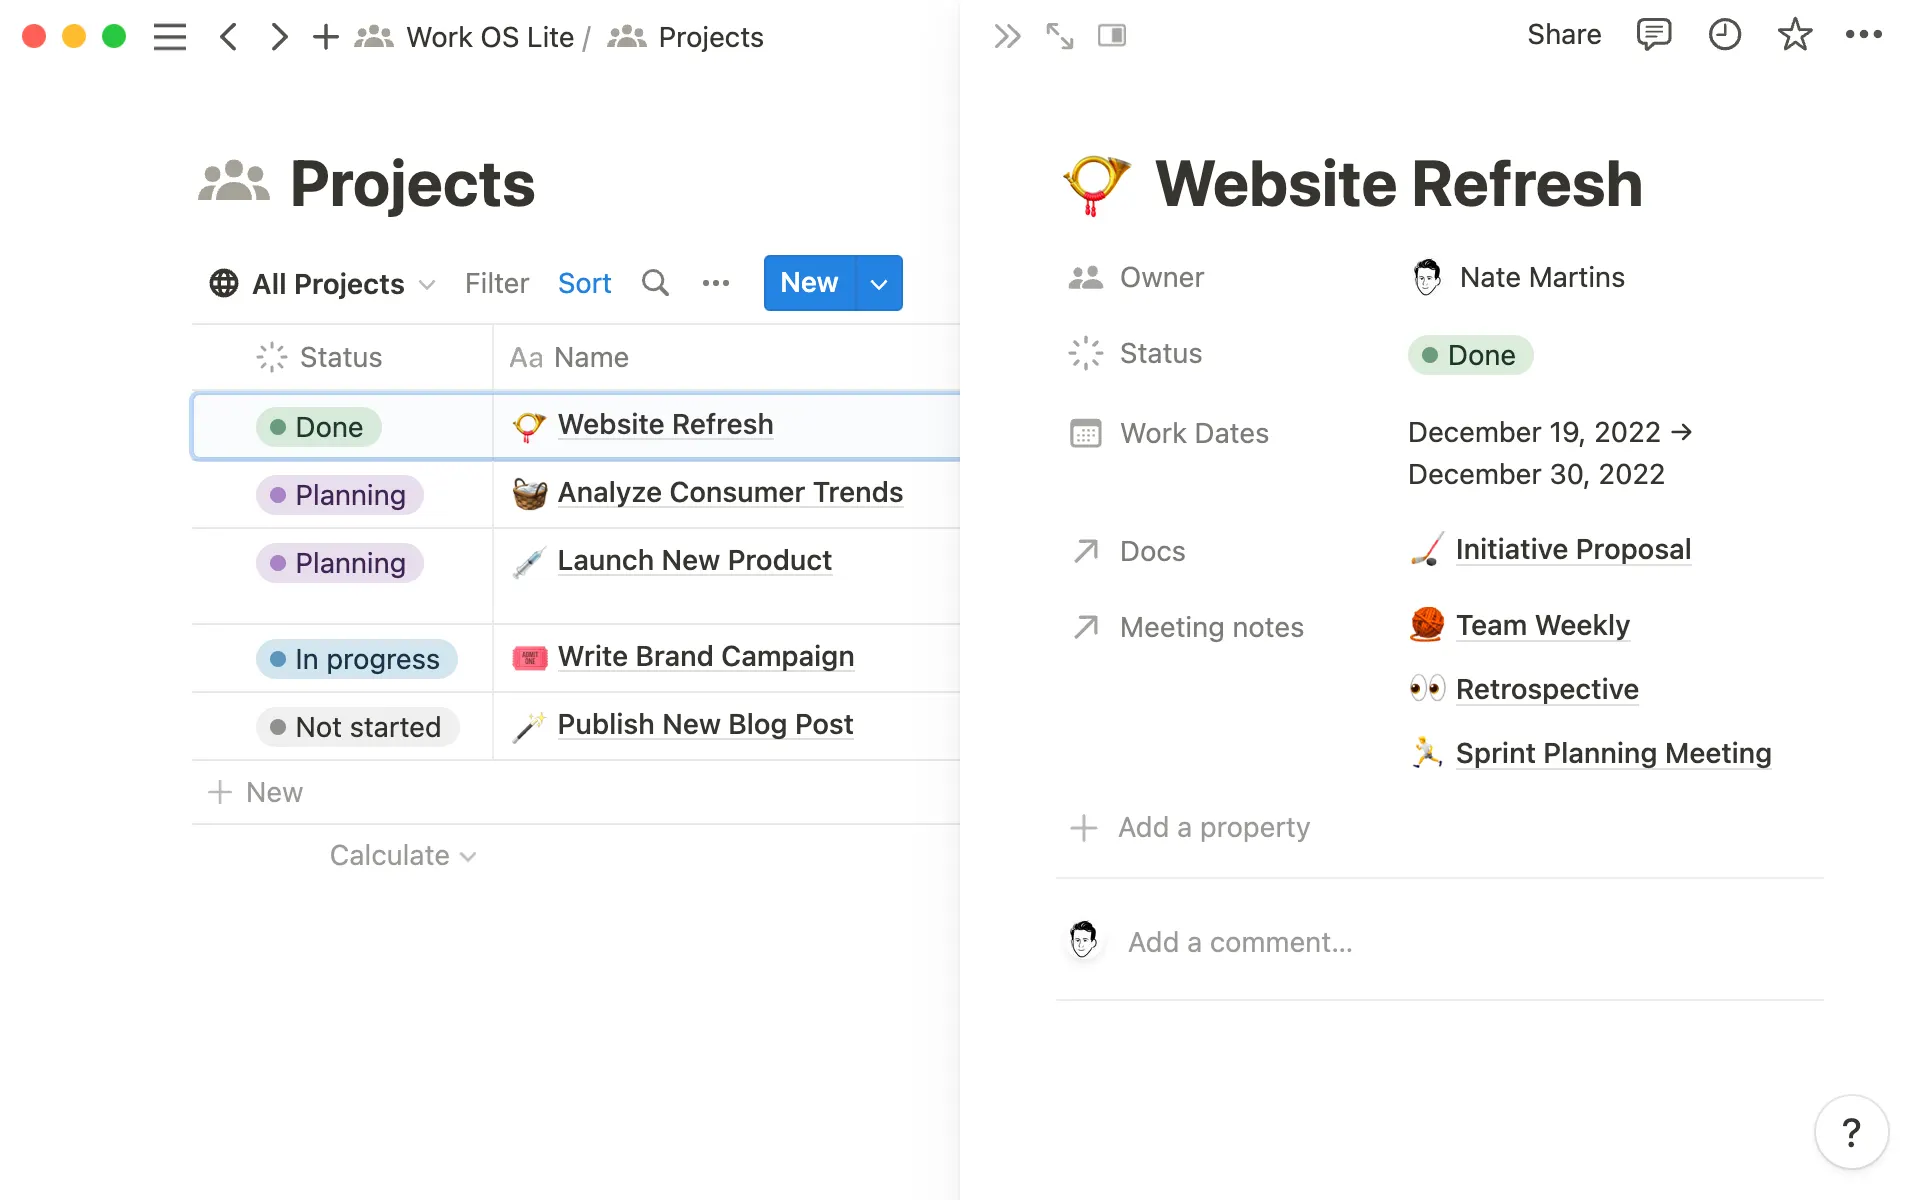 Work OS Lite / Projects
Projects
All Projects Filter Sort New
Status Aa Name
Done Website Refresh
Planning Analyze Consumer Trends
Planning Launch New Product
In progress ADMIT ONE Write Brand Campaign
Not started Publish New Blog Post
New
Calculate
Share
Website Refresh
Owner Nate Martins
Status Done
Work Dates December 19, 2022 →
December 30, 2022
Docs Initiative Proposal
Meeting notes Team Weekly
Retrospective
Sprint Planning Meeting
Add a property
Add a comment...
?